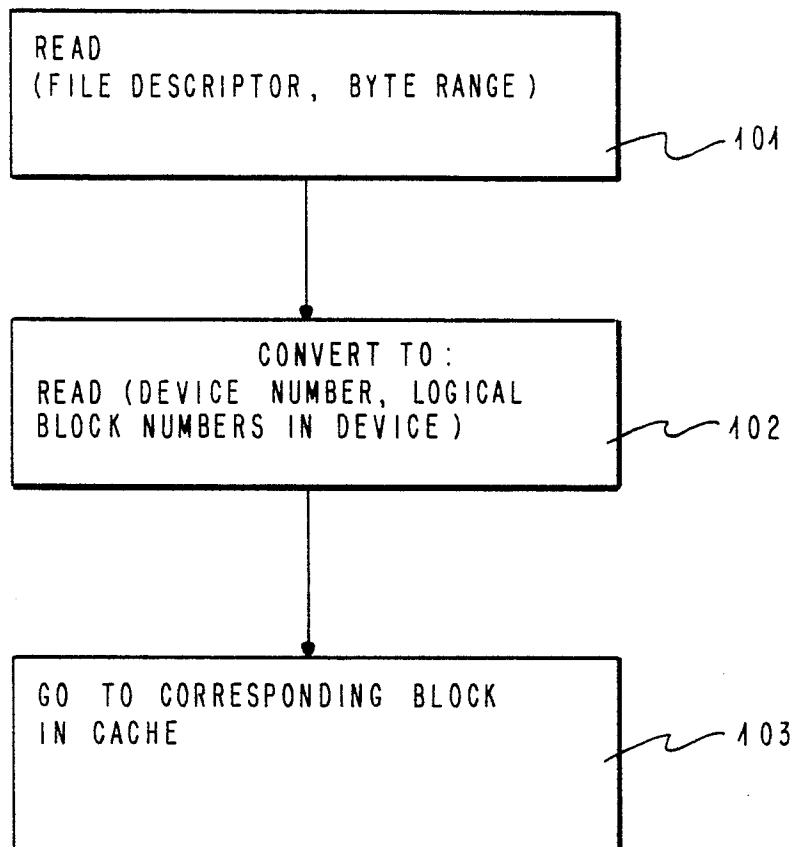 READ
(FILE DESCRIPTOR, BYTE RANGE)
101
CONVERT TO:
READ (DEVICE NUMBER, LOGICAL
BLOCK NUMBERS IN DEVICE)
102
GO TO CORRESPONDING BLOCK
IN CACHE
103